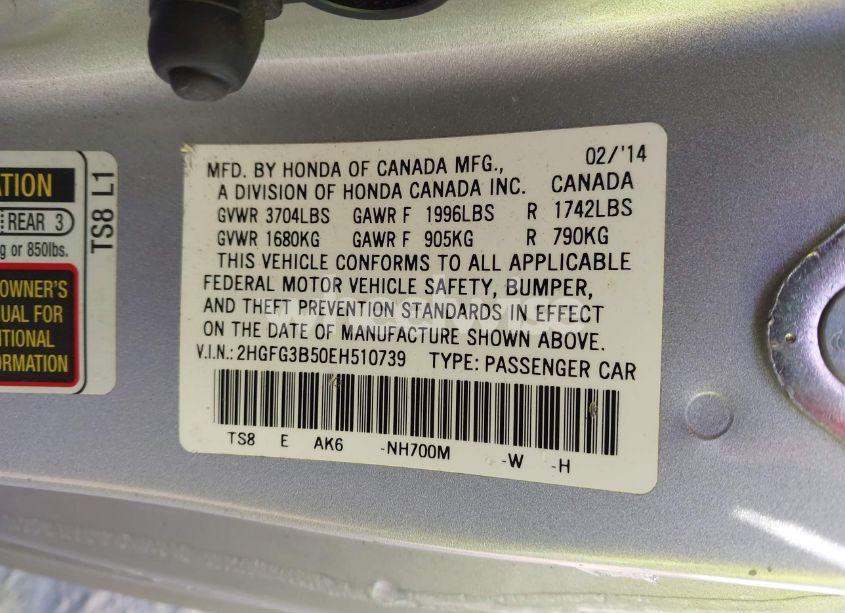 ATION
REAR 3
g or 850lbs.
OWNER'S
UAL FOR
ITIONAL
ORMATION
TS8 L1
MFD. BY HONDA OF CANADA MFG., 02/'14
A DIVISION OF HONDA CANADA INC. CANADA
GVWR 3704LBS GAWR F 1996LBS R 1742LBS
GVWR 1680KG GAWR F 905KG R 790KG
THIS VEHICLE CONFORMS TO ALL APPLICABLE
FEDERAL MOTOR VEHICLE SAFETY, BUMPER,
AND THEFT PREVENTION STANDARDS IN EFFECT
ON THE DATE OF MANUFACTURE SHOWN ABOVE.
V.I.N.: 2HGFG3B50EH510739 TYPE: PASSENGER CAR
TS8 E AK6 -NH700M -W -H